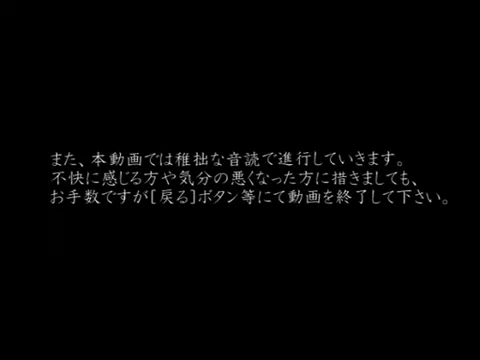 また、本動画では稚拙な音読で進行していきます。
不快に感じる方や気分の悪くなった方に描きましても、
お手数ですが[戻る]ボタン等にて動画を終了して下さい。